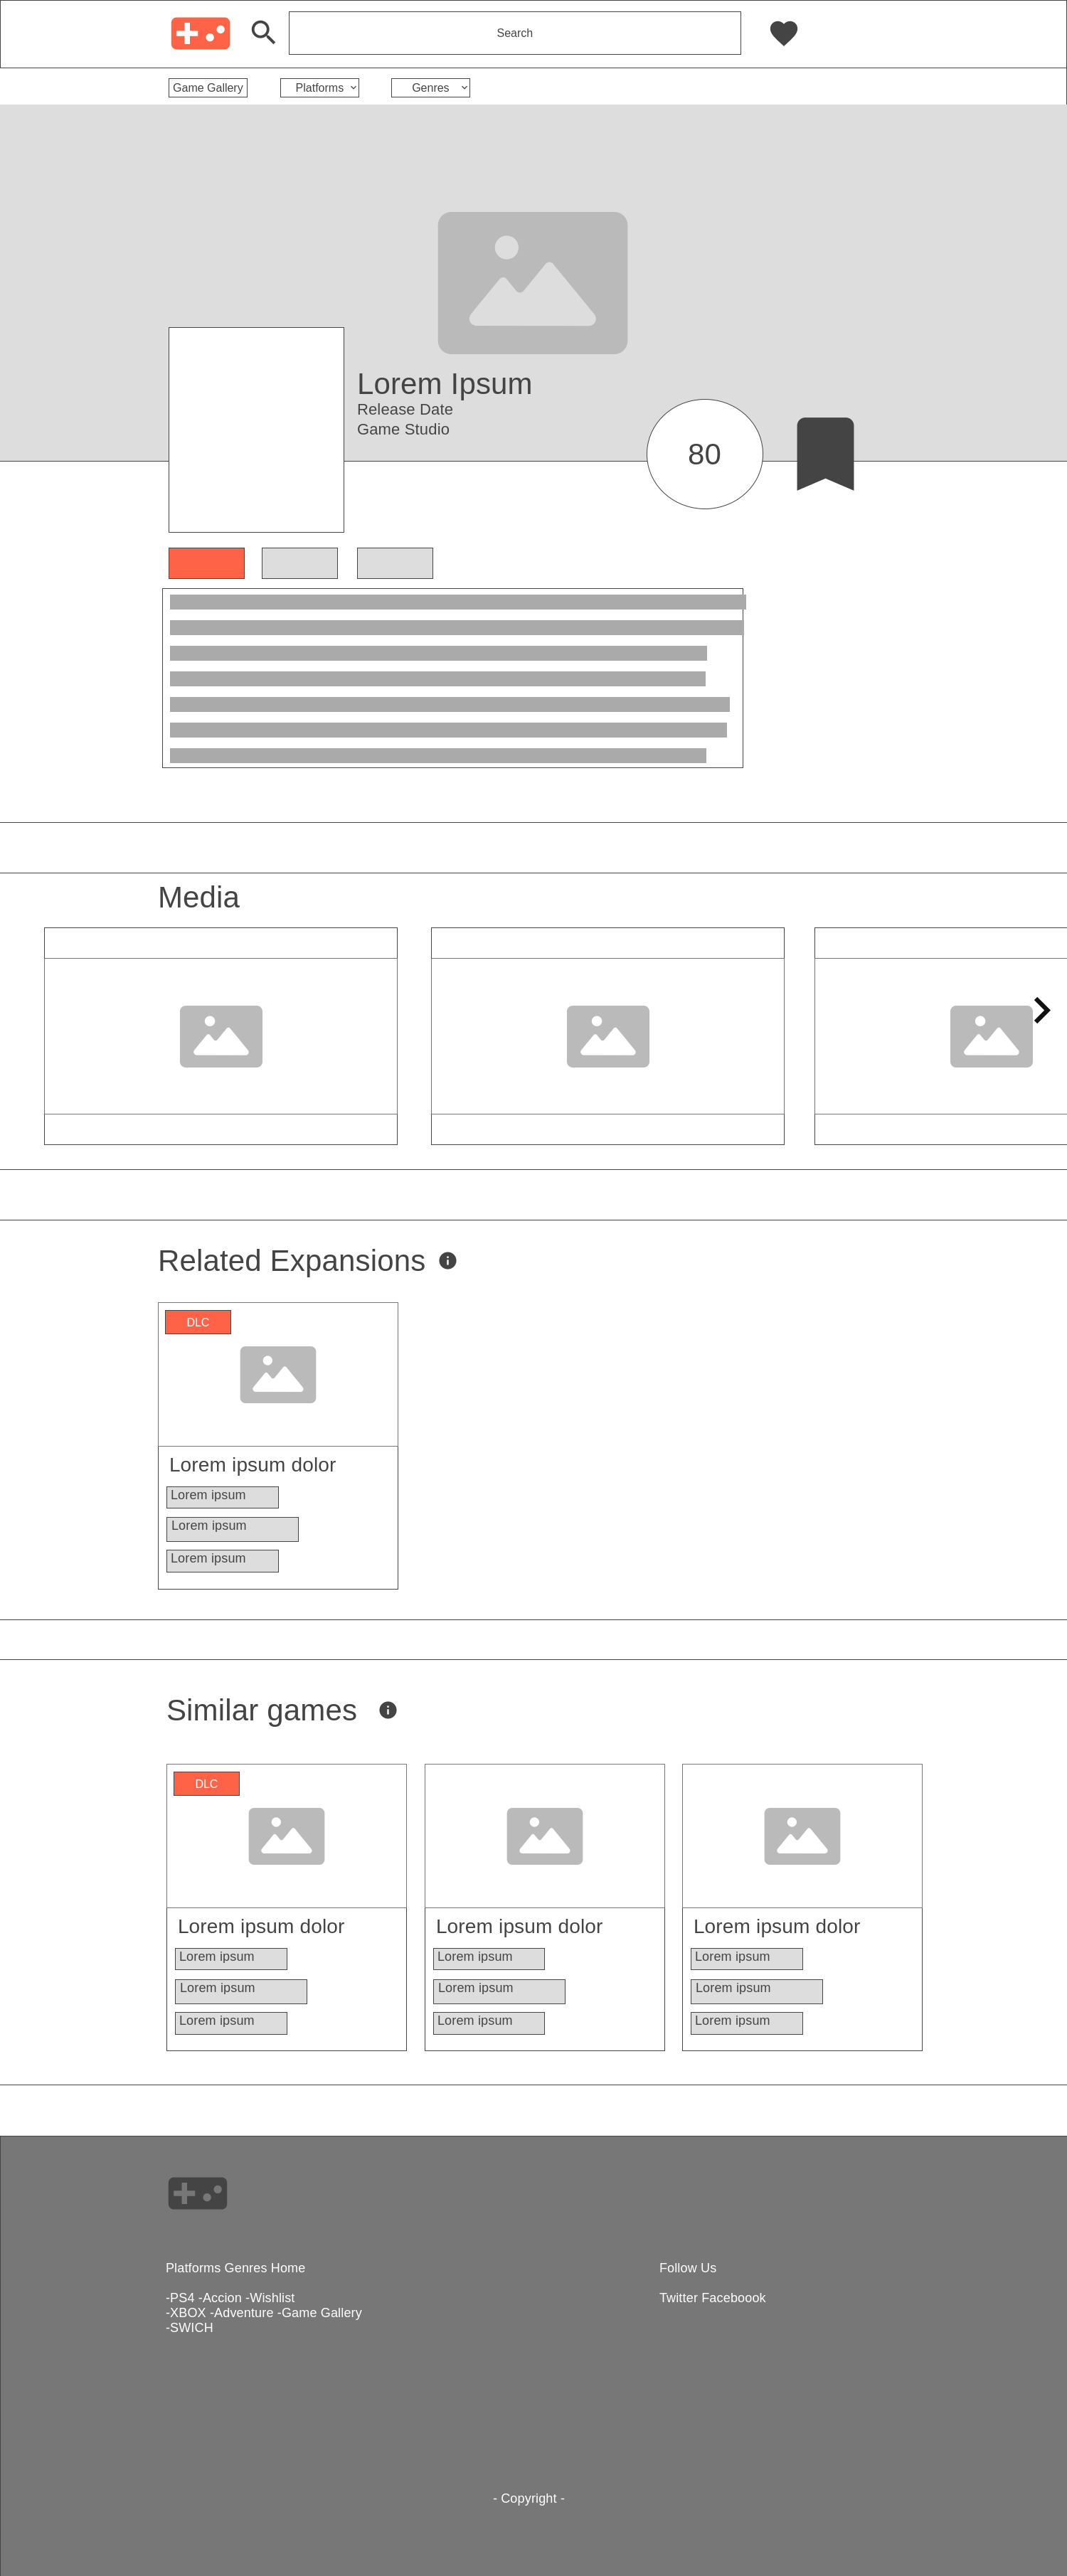 Search
Game Gallery
Platforms
Genres
Lorem Ipsum
Release Date
Game Studio
80
Media
Related Expansions
DLC
Lorem ipsum dolor
Lorem ipsum
Lorem ipsum
Lorem ipsum
Similar games
DLC
Lorem ipsum dolor
Lorem ipsum
Lorem ipsum
Lorem ipsum
Lorem ipsum dolor
Lorem ipsum
Lorem ipsum
Lorem ipsum
Lorem ipsum dolor
Lorem ipsum
Lorem ipsum
Lorem ipsum
Platforms Genres Home
-PS4 -Accion -Wishlist
-XBOX -Adventure -Game Gallery
-SWICH
Follow Us
Twitter Faceboook
- Copyright -